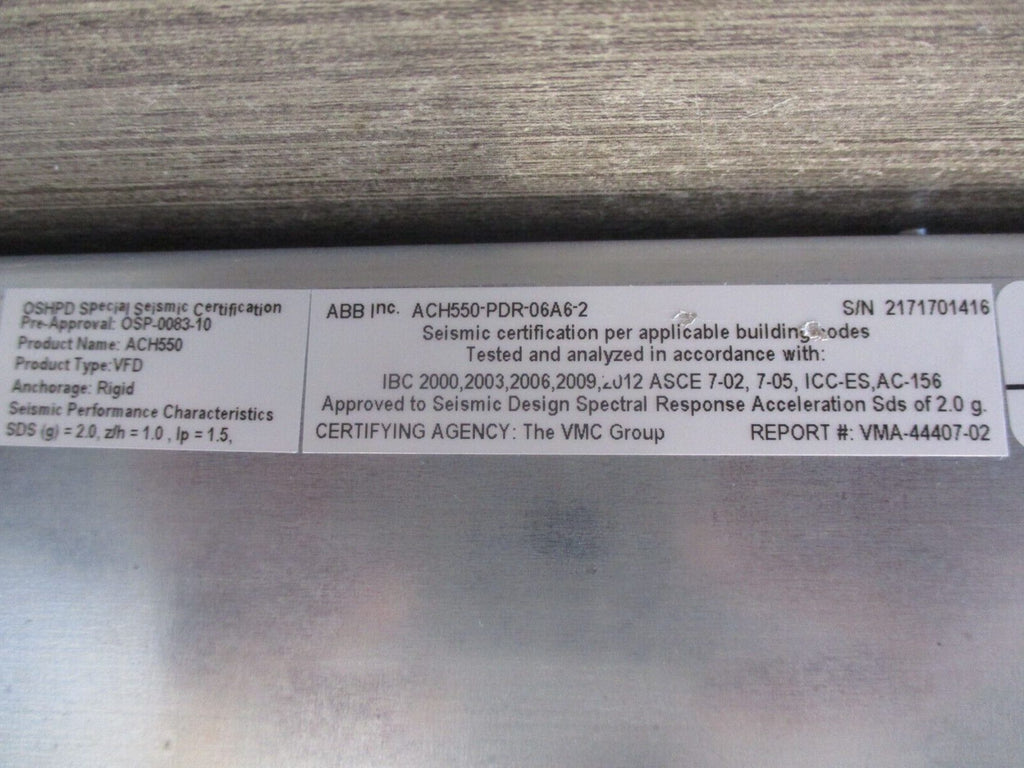 OSHPD Special Seismic Certification
Pre-Approval: OSP-0083-10
Product Name: ACH550
Product Type: VFD
Anchorage: Rigid
Seismic Performance Characteristics
SDS (g) = 2.0, z/h = 1.0 , Ip = 1.5,
ABB Inc. ACH550-PDR-06A6-2 S/N 2171701416
Seismic certification per applicable building codes
Tested and analyzed in accordance with:
IBC 2000,2003,2006,2009,2012 ASCE 7-02, 7-05, ICC-ES,AC-156
Approved to Seismic Design Spectral Response Acceleration Sds of 2.0 g.
CERTIFYING AGENCY: The VMC Group REPORT #: VMA-44407-02